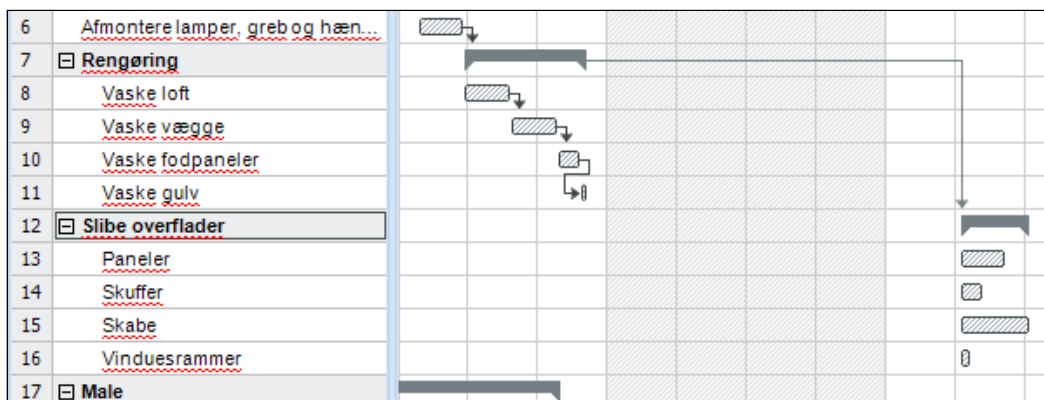 6 Afmontere lamper, greb og hæn...
7 Rengøring
8 Vaske loft
9 Vaske vægge
10 Vaske fodpaneler
11 Vaske gulv
12 Slibe overflader
13 Paneler
14 Skuffer
15 Skabe
16 Vinduesrammer
17 Male